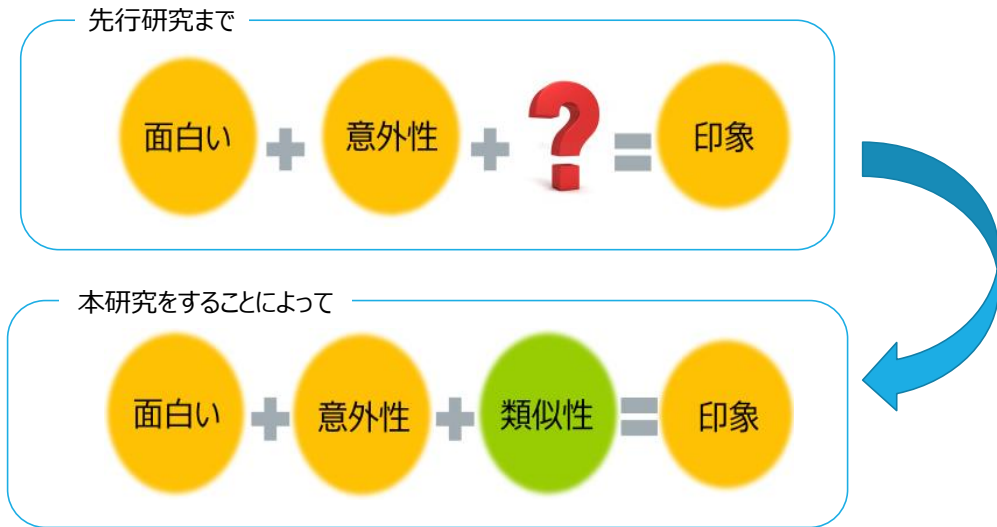 先行研究まで
面白い + 意外性 + ? = 印象
本研究をすることによって
面白い + 意外性 + 類似性 = 印象